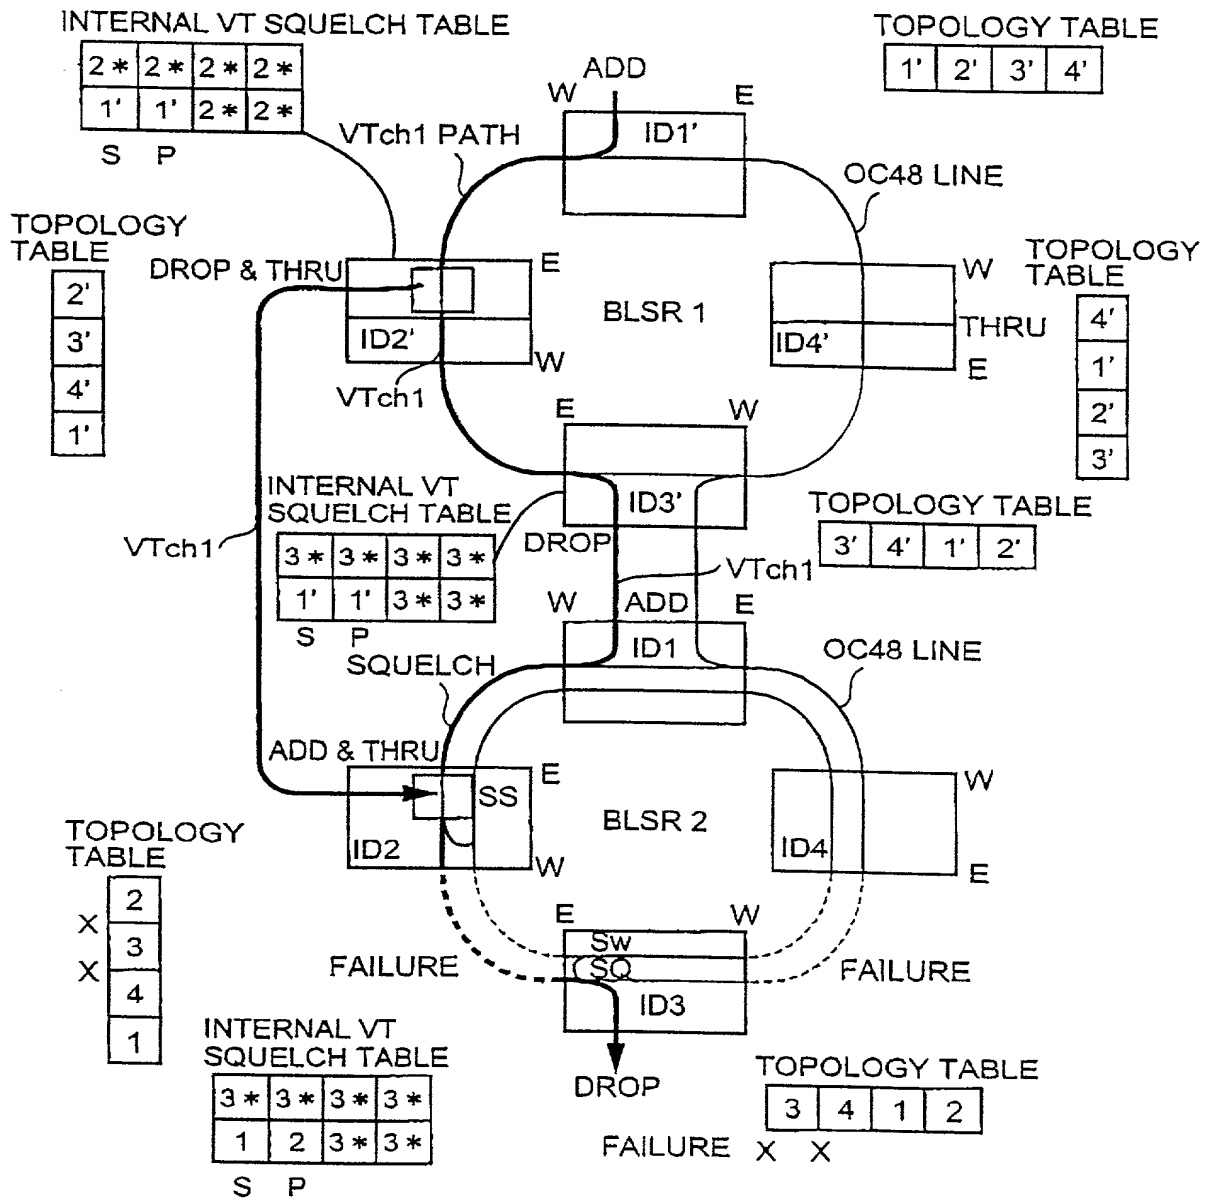 INTERNAL VT SQUELCH TABLE
2* 2* 2* 2*
1' 1' 2* 2*
S P
TOPOLOGY TABLE
1' 2' 3' 4'
ADD
W
E
ID1'
VTch1 PATH
OC48 LINE
TOPOLOGY
TABLE
2'
3'
4'
1'
DROP & THRU
E
ID2'
W
VTch1
BLSR 1
W
THRU
ID4'
E
TOPOLOGY
TABLE
4'
1'
2'
3'
E
W
ID3'
DROP
INTERNAL VT
SQUELCH TABLE
3* 3* 3* 3*
1' 1' 3* 3*
S P
TOPOLOGY TABLE
3' 4' 1' 2'
VTch1
VTch1
W
ADD
E
ID1
SQUELCH
OC48 LINE
ADD & THRU
E
SS
ID2
W
BLSR 2
W
ID4
E
TOPOLOGY
TABLE
2
X
3
X
4
1
E
W
Sw
SQ
ID3
FAILURE
FAILURE
DROP
INTERNAL VT
SQUELCH TABLE
3* 3* 3* 3*
1 2 3* 3*
S P
TOPOLOGY TABLE
3 4 1 2
FAILURE X X